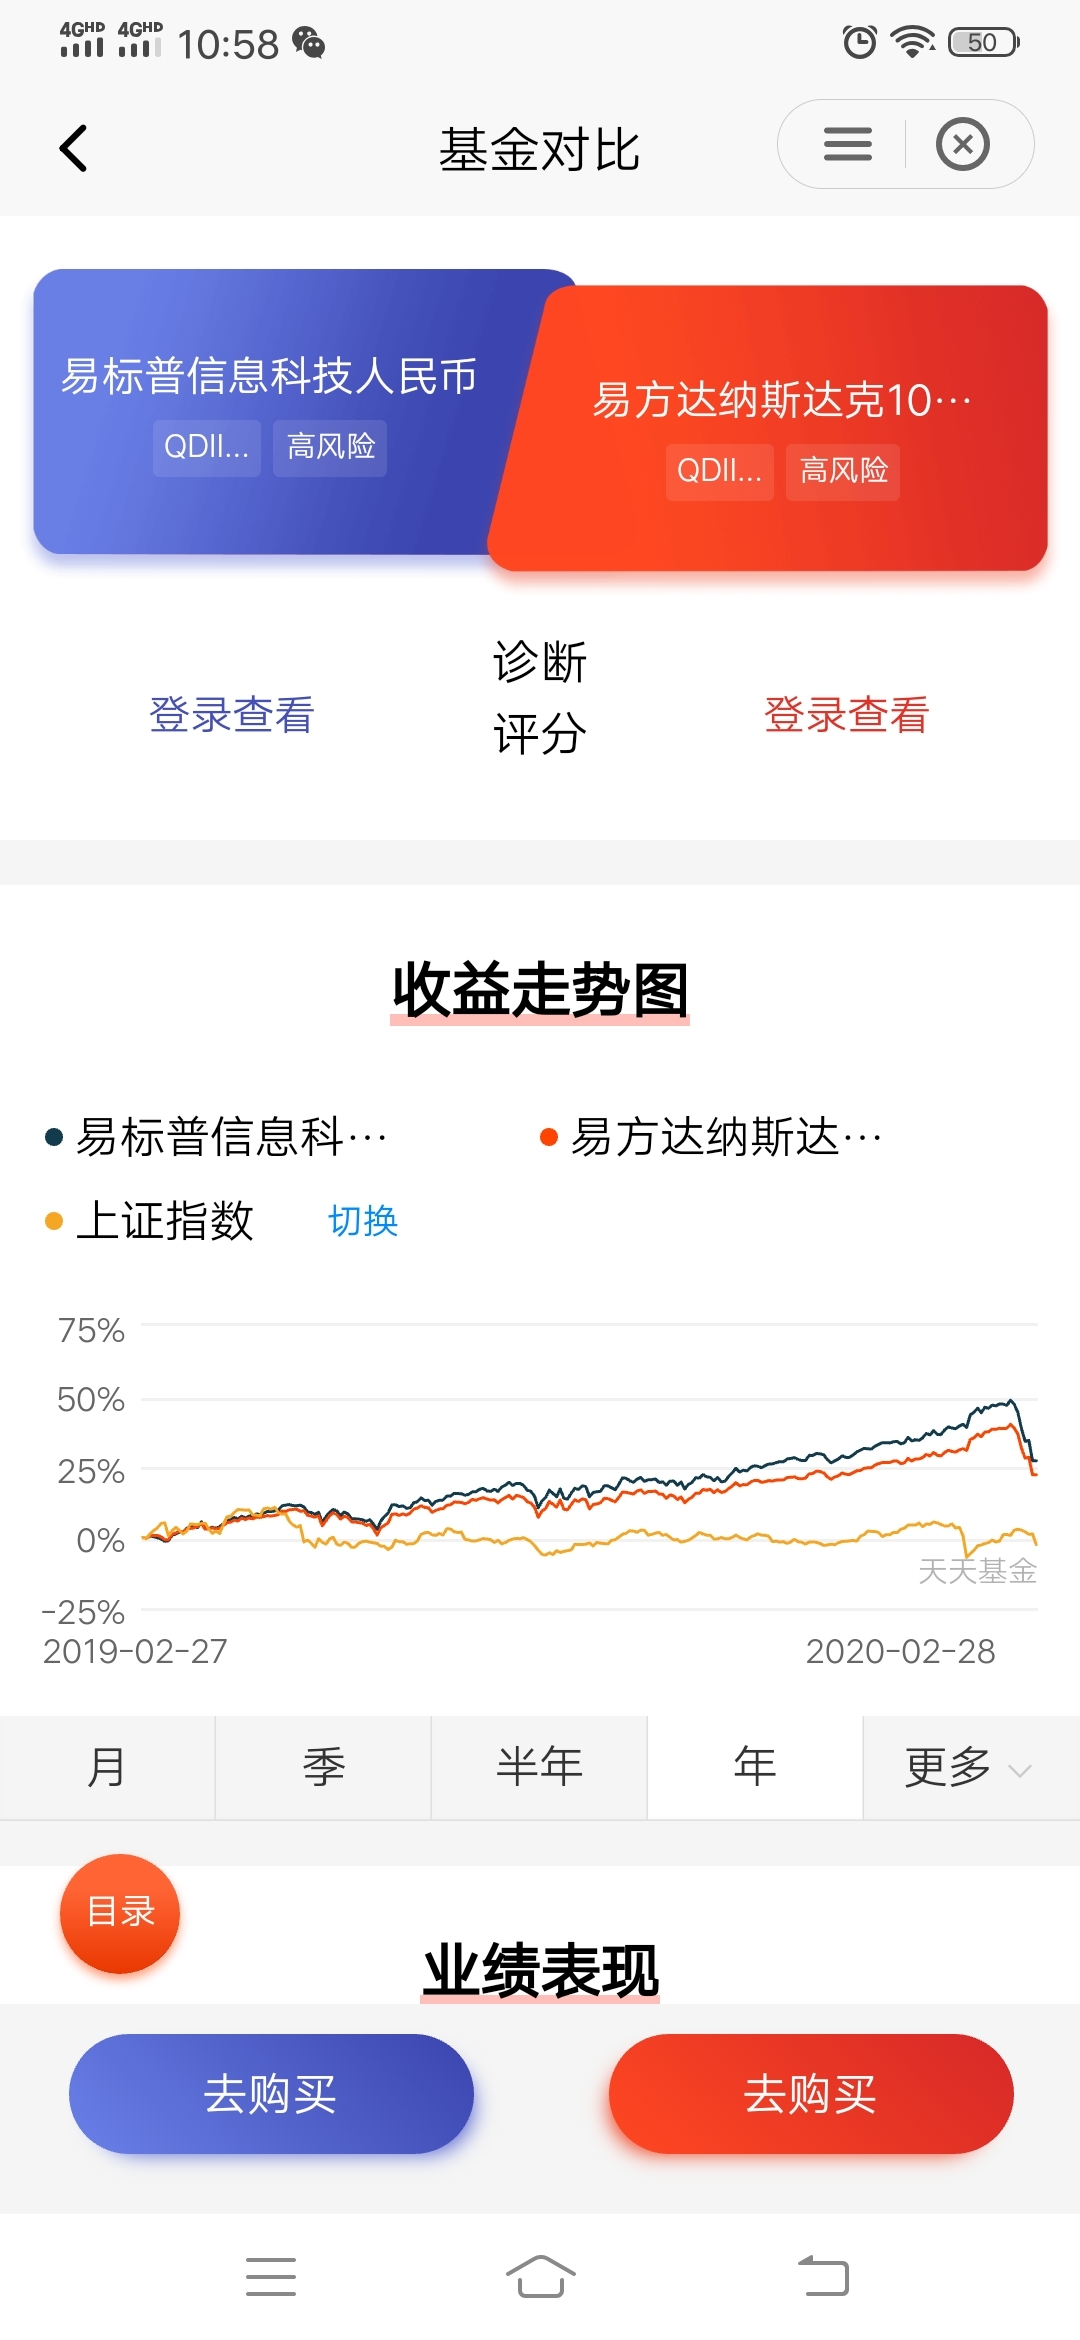 4GHD 4GHD 10:58 50
基金对比
易标普信息科技人民币
QDII... 高风险
易方达纳斯达克10···
QDII... 高风险
诊断
评分
登录查看
登录查看
收益走势图
易标普信息科··· 易方达纳斯达···
上证指数 切换
75%
50%
25%
0%
天天基金
-25%
2019-02-27 2020-02-28
月 季 半年 年 更多
目录
业绩表现
去购买 去购买